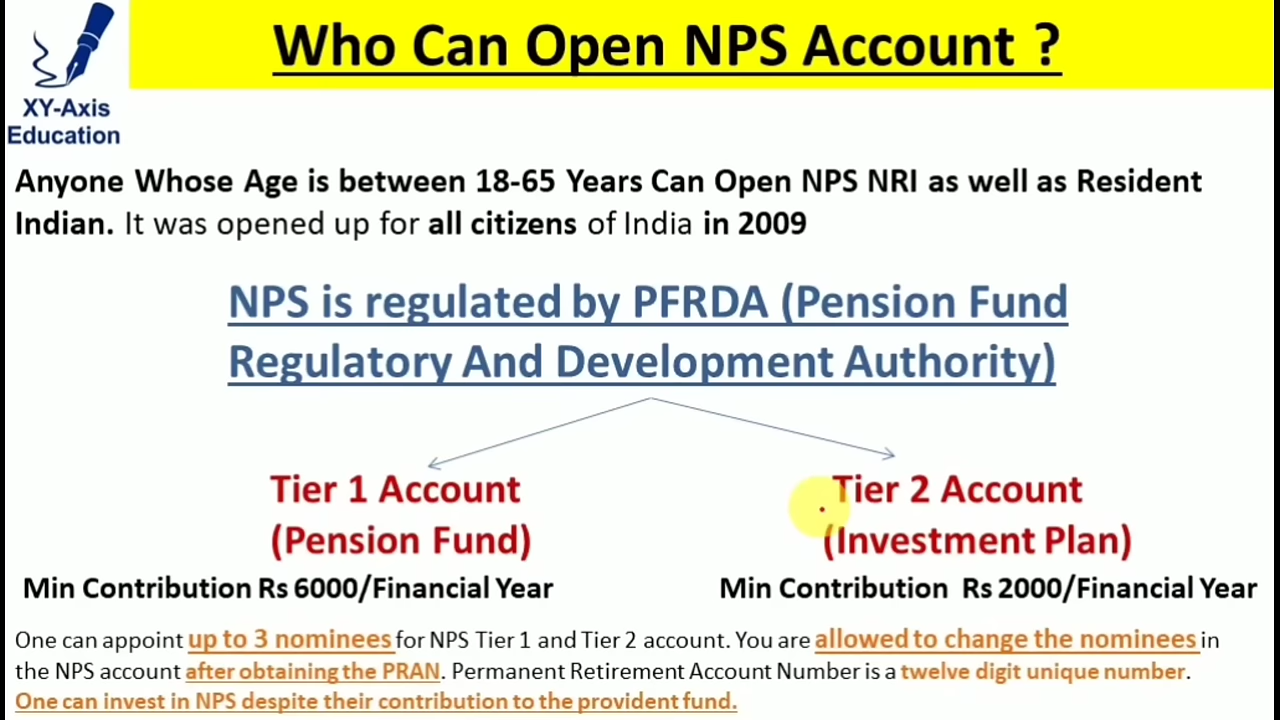 Who Can Open NPS Account ?
XY-Axis
Education
Anyone Whose Age is between 18-65 Years Can Open NPS NRI as well as Resident
Indian. It was opened up for all citizens of India in 2009
NPS is regulated by PFRDA (Pension Fund
Regulatory And Development Authority)
Tier 1 Account
(Pension Fund)
Min Contribution Rs 6000/Financial Year
Tier 2 Account
(Investment Plan)
Min Contribution Rs 2000/Financial Year
One can appoint up to 3 nominees for NPS Tier 1 and Tier 2 account. You are allowed to change the nominees in
the NPS account after obtaining the PRAN. Permanent Retirement Account Number is a twelve digit unique number.
One can invest in NPS despite their contribution to the provident fund.